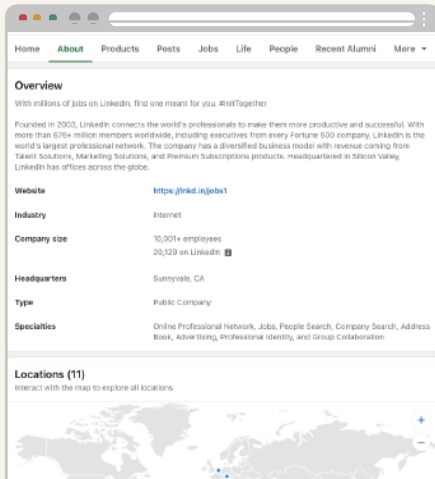 Home About Products Posts Jobs Life People Recent Alumni More
Overview
With millions of jobs on LinkedIn, find one meant for you. #InItTogether
Founded in 2003, LinkedIn connects the world's professionals to make them more productive and successful. With
more than 675+ million members worldwide, including executives from every Fortune 500 company, LinkedIn is the
world's largest professional network. The company has a diversified business model with revenue coming from
Talent Solutions, Marketing Solutions, and Premium Subscriptions products. Headquartered in Silicon Valley,
LinkedIn has offices across the globe.
Website https://lnkd.in/jobs1
Industry Internet
Company size 10,001+ employees
20,129 on LinkedIn
Headquarters Sunnyvale, CA
Type Public Company
Specialties Online Professional Network, Jobs, People Search, Company Search, Address
Book, Advertising, Professional Identity, and Group Collaboration
Locations (11)
Interact with the map to explore all locations
+
−